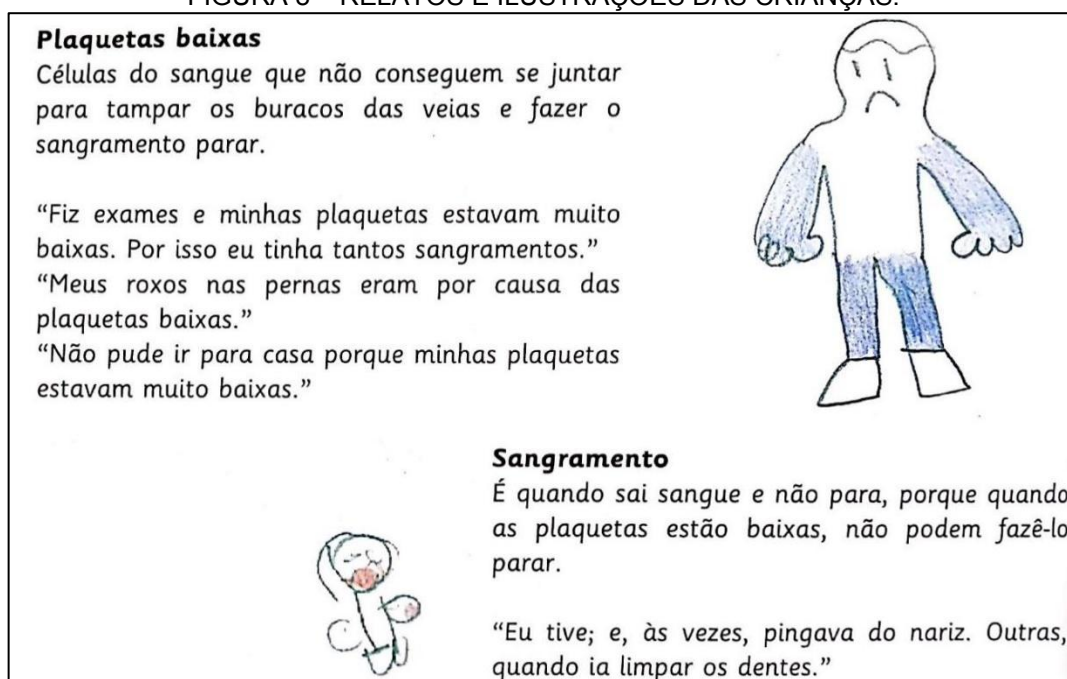 Plaquetas baixas
Células do sangue que não conseguem se juntar
para tampar os buracos das veias e fazer o
sangramento parar.
“Fiz exames e minhas plaquetas estavam muito
baixas. Por isso eu tinha tantos sangramentos.”
“Meus roxos nas pernas eram por causa das
plaquetas baixas.”
“Não pude ir para casa porque minhas plaquetas
estavam muito baixas.”
Sangramento
É quando sai sangue e não para, porque quando
as plaquetas estão baixas, não podem fazê-lo
parar.
“Eu tive; e, às vezes, pingava do nariz. Outras,
quando ia limpar os dentes.”